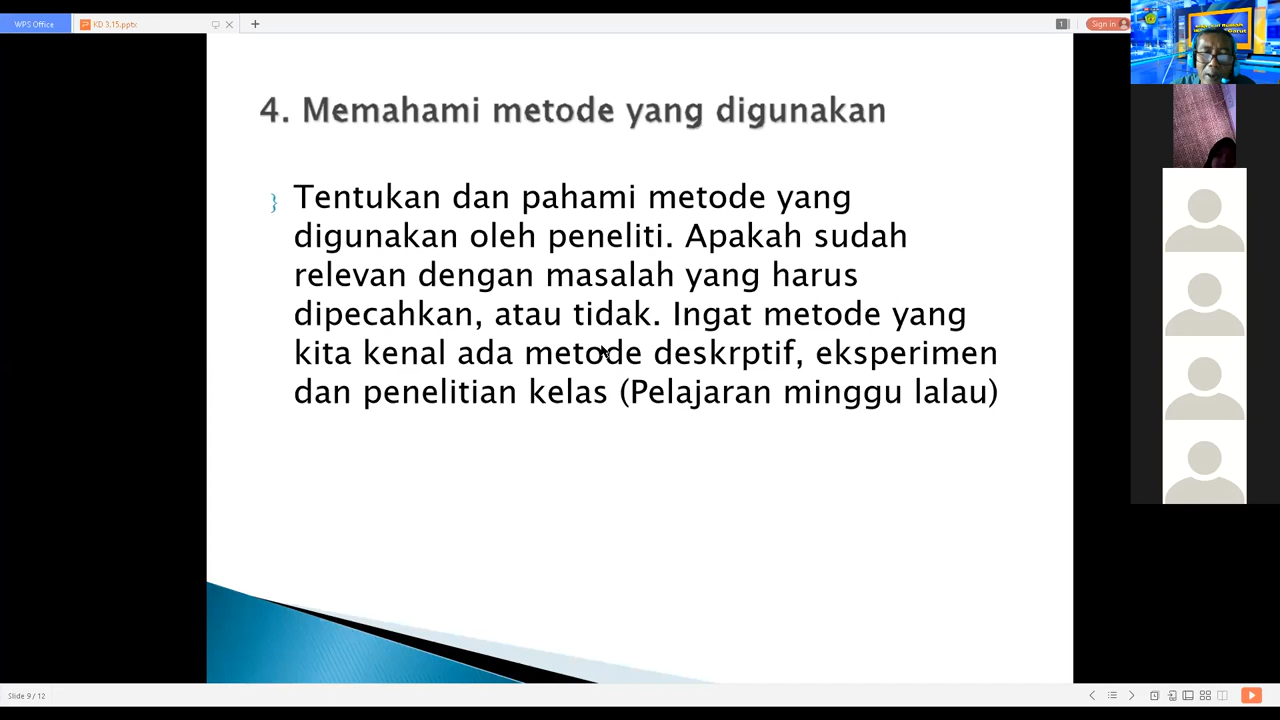 WPS Office
KD 3.15.pptx
1
Sign in
4. Memahami metode yang digunakan
Tentukan dan pahami metode yang
digunakan oleh peneliti. Apakah sudah
relevan dengan masalah yang harus
dipecahkan, atau tidak. Ingat metode yang
kita kenal ada metode deskrptif, eksperimen
dan penelitian kelas (Pelajaran minggu lalau)
Slide 9 / 12